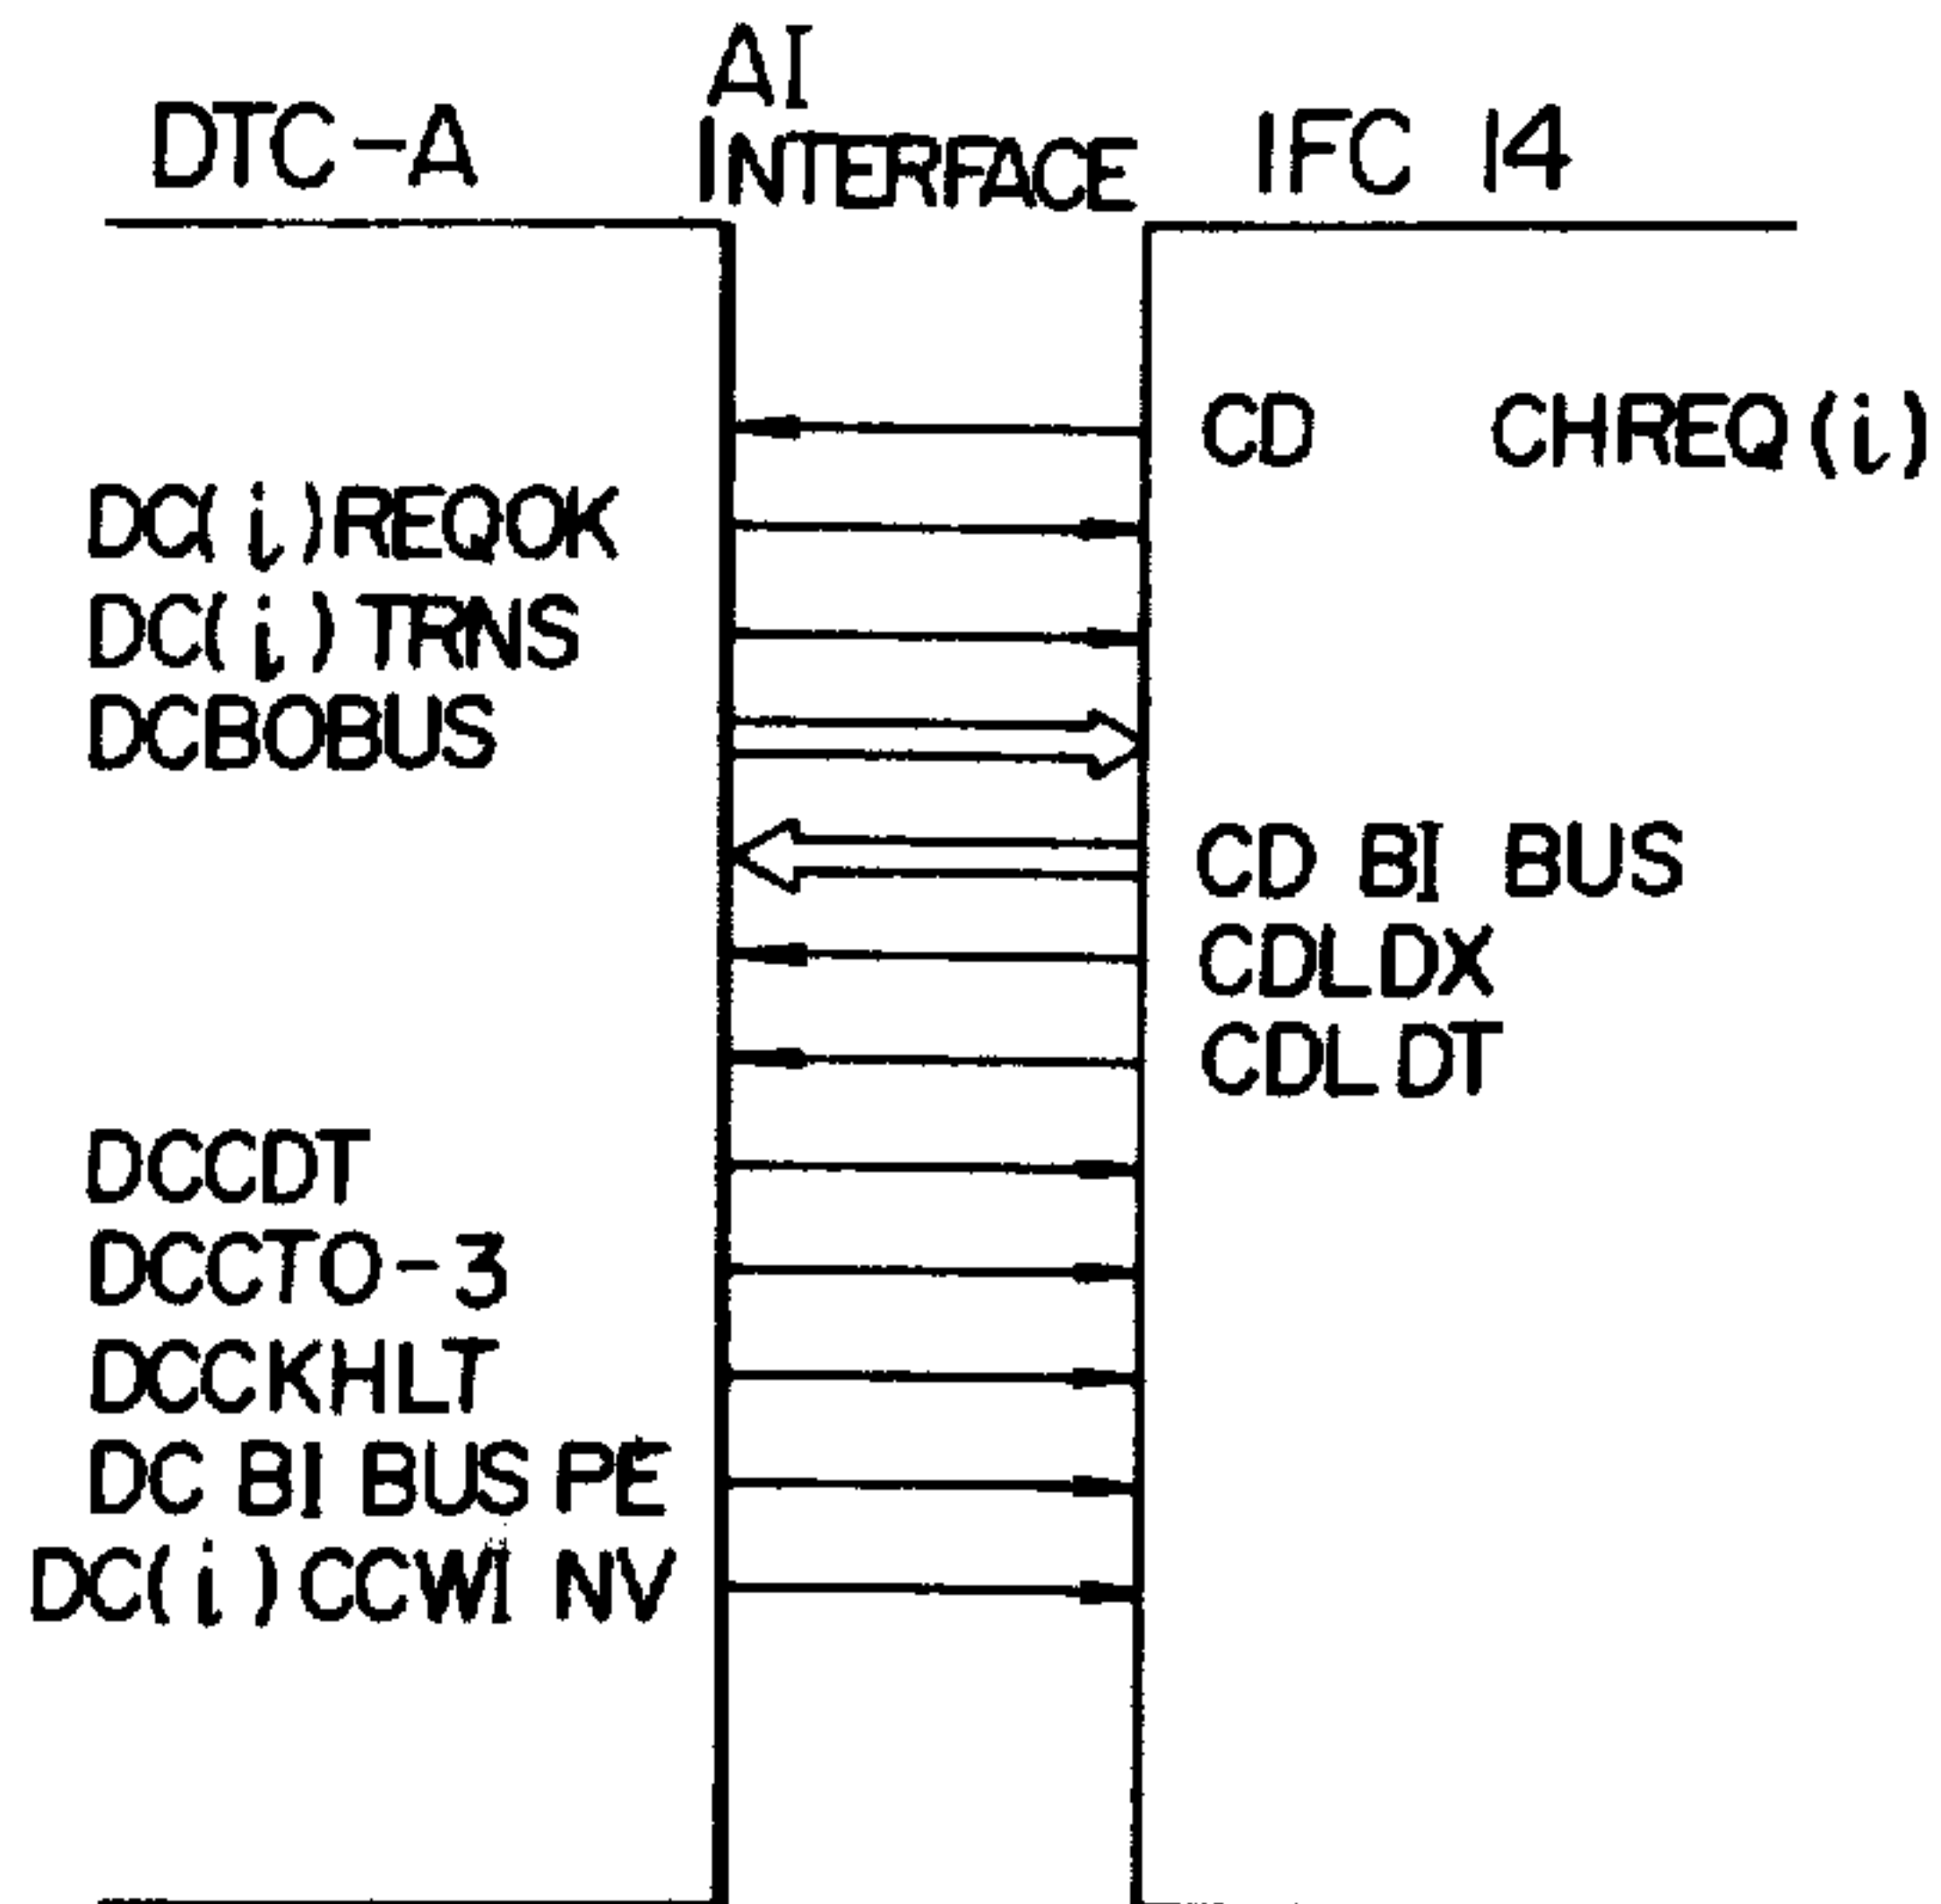 DTC-A
AI
INTERFACE
IFC 14
CD CHREQ(i)
DC(i)REQOK
DC(i)TRNS
DCBOBUS
CD BI BUS
CDLDX
CDLDT
DCCDT
DCCTO-3
DCCKHLT
DC BI BUS PE
DC(i)CCWI NV